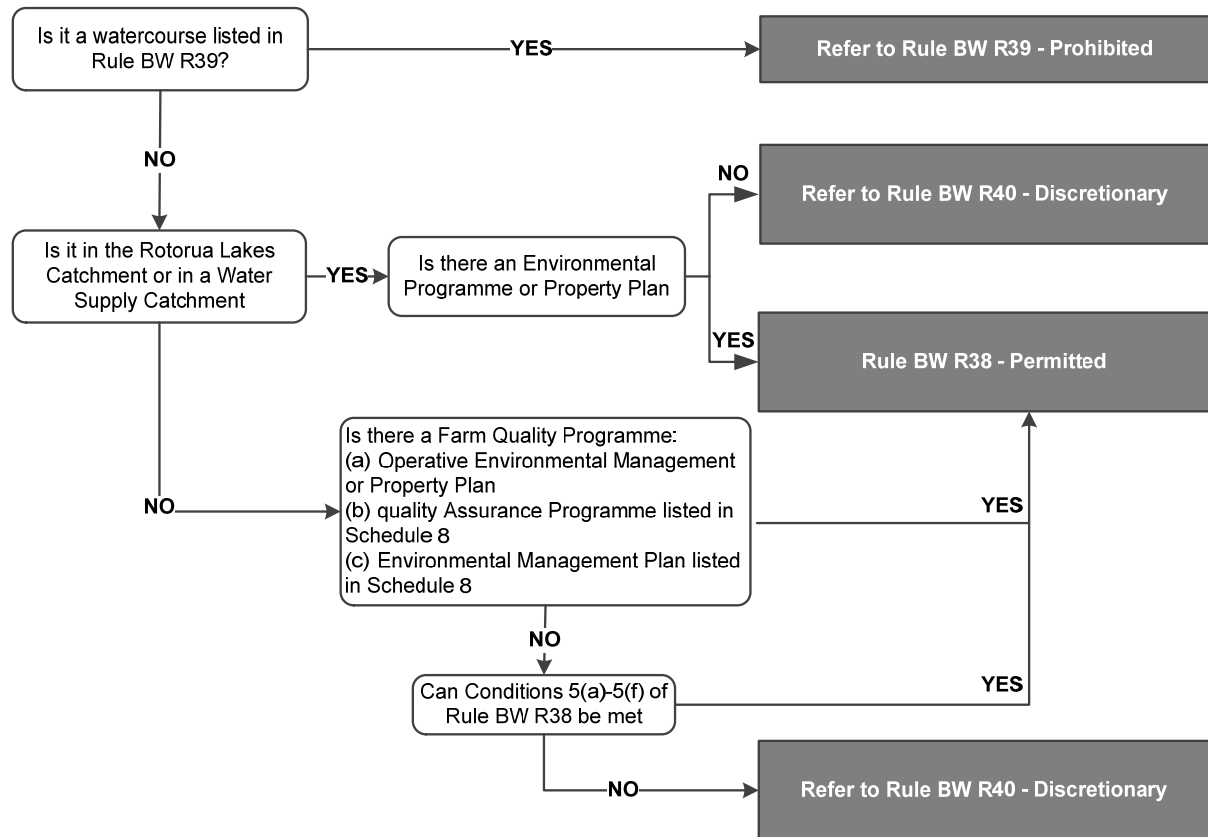 Is it a watercourse listed in
Rule BW R39?
YES
Refer to Rule BW R39 - Prohibited
NO
NO
Refer to Rule BW R40 - Discretionary
Is it in the Rotorua Lakes
Catchment or in a Water
Supply Catchment
YES
Is there an Environmental
Programme or Property Plan
YES
Rule BW R38 - Permitted
Is there a Farm Quality Programme:
(a) Operative Environmental Management
or Property Plan
(b) quality Assurance Programme listed in
Schedule 8
(c) Environmental Management Plan listed
in Schedule 8
NO
YES
NO
Can Conditions 5(a)-5(f) of
Rule BW R38 be met
YES
NO
Refer to Rule BW R40 - Discretionary